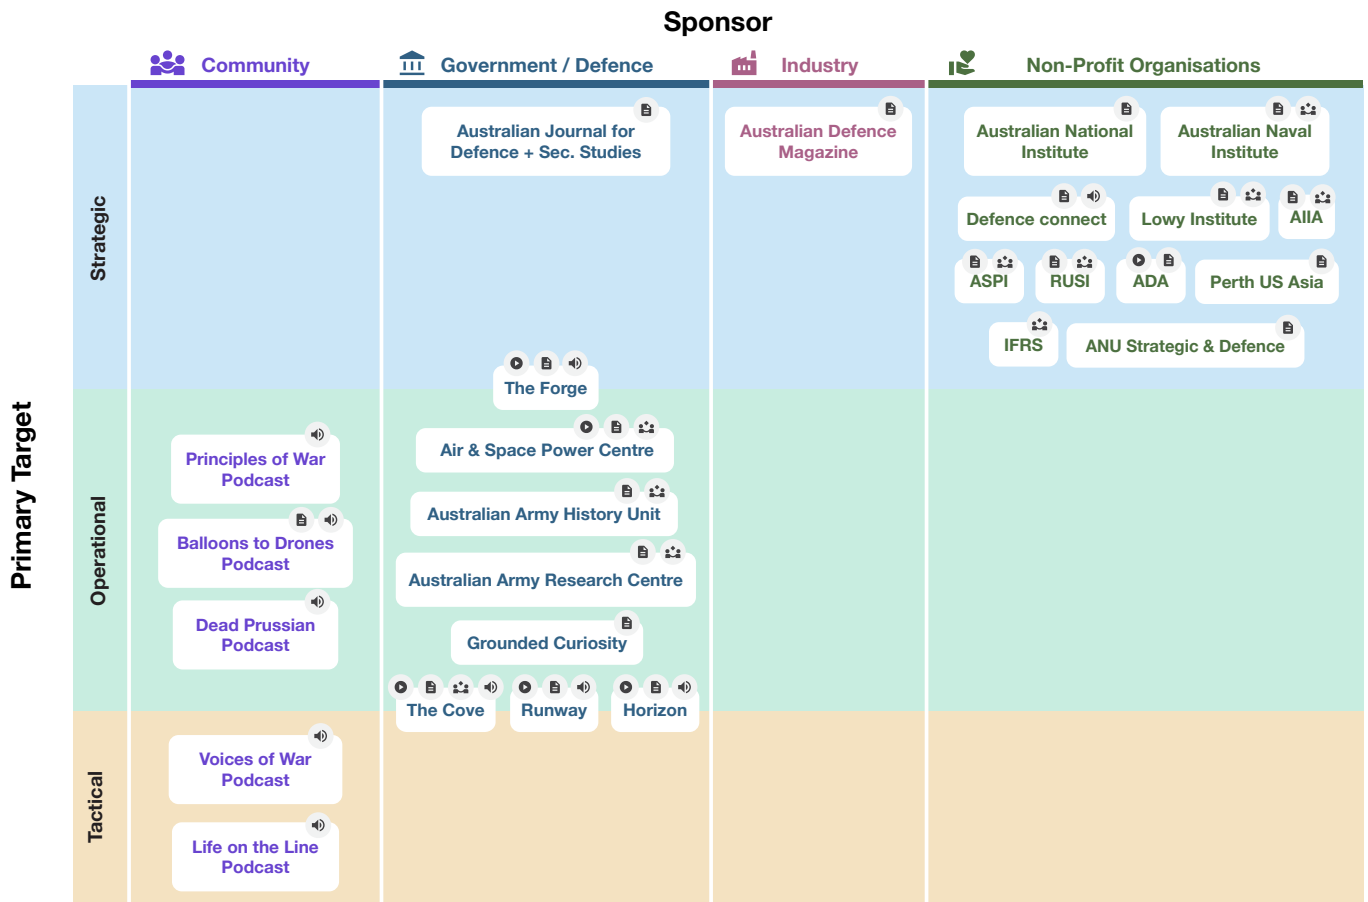 Sponsor
Community
Government / Defence
Industry
Non-Profit Organisations
Primary Target
Strategic
Australian Journal for
Defence + Sec. Studies
Australian Defence
Magazine
Australian National
Institute
Australian Naval
Institute
Defence connect
Lowy Institute
AIIA
ASPI
RUSI
ADA
Perth US Asia
IFRS
ANU Strategic & Defence
The Forge
Operational
Principles of War
Podcast
Balloons to Drones
Podcast
Dead Prussian
Podcast
Air & Space Power Centre
Australian Army History Unit
Australian Army Research Centre
Grounded Curiosity
The Cove
Runway
Horizon
Tactical
Voices of War
Podcast
Life on the Line
Podcast